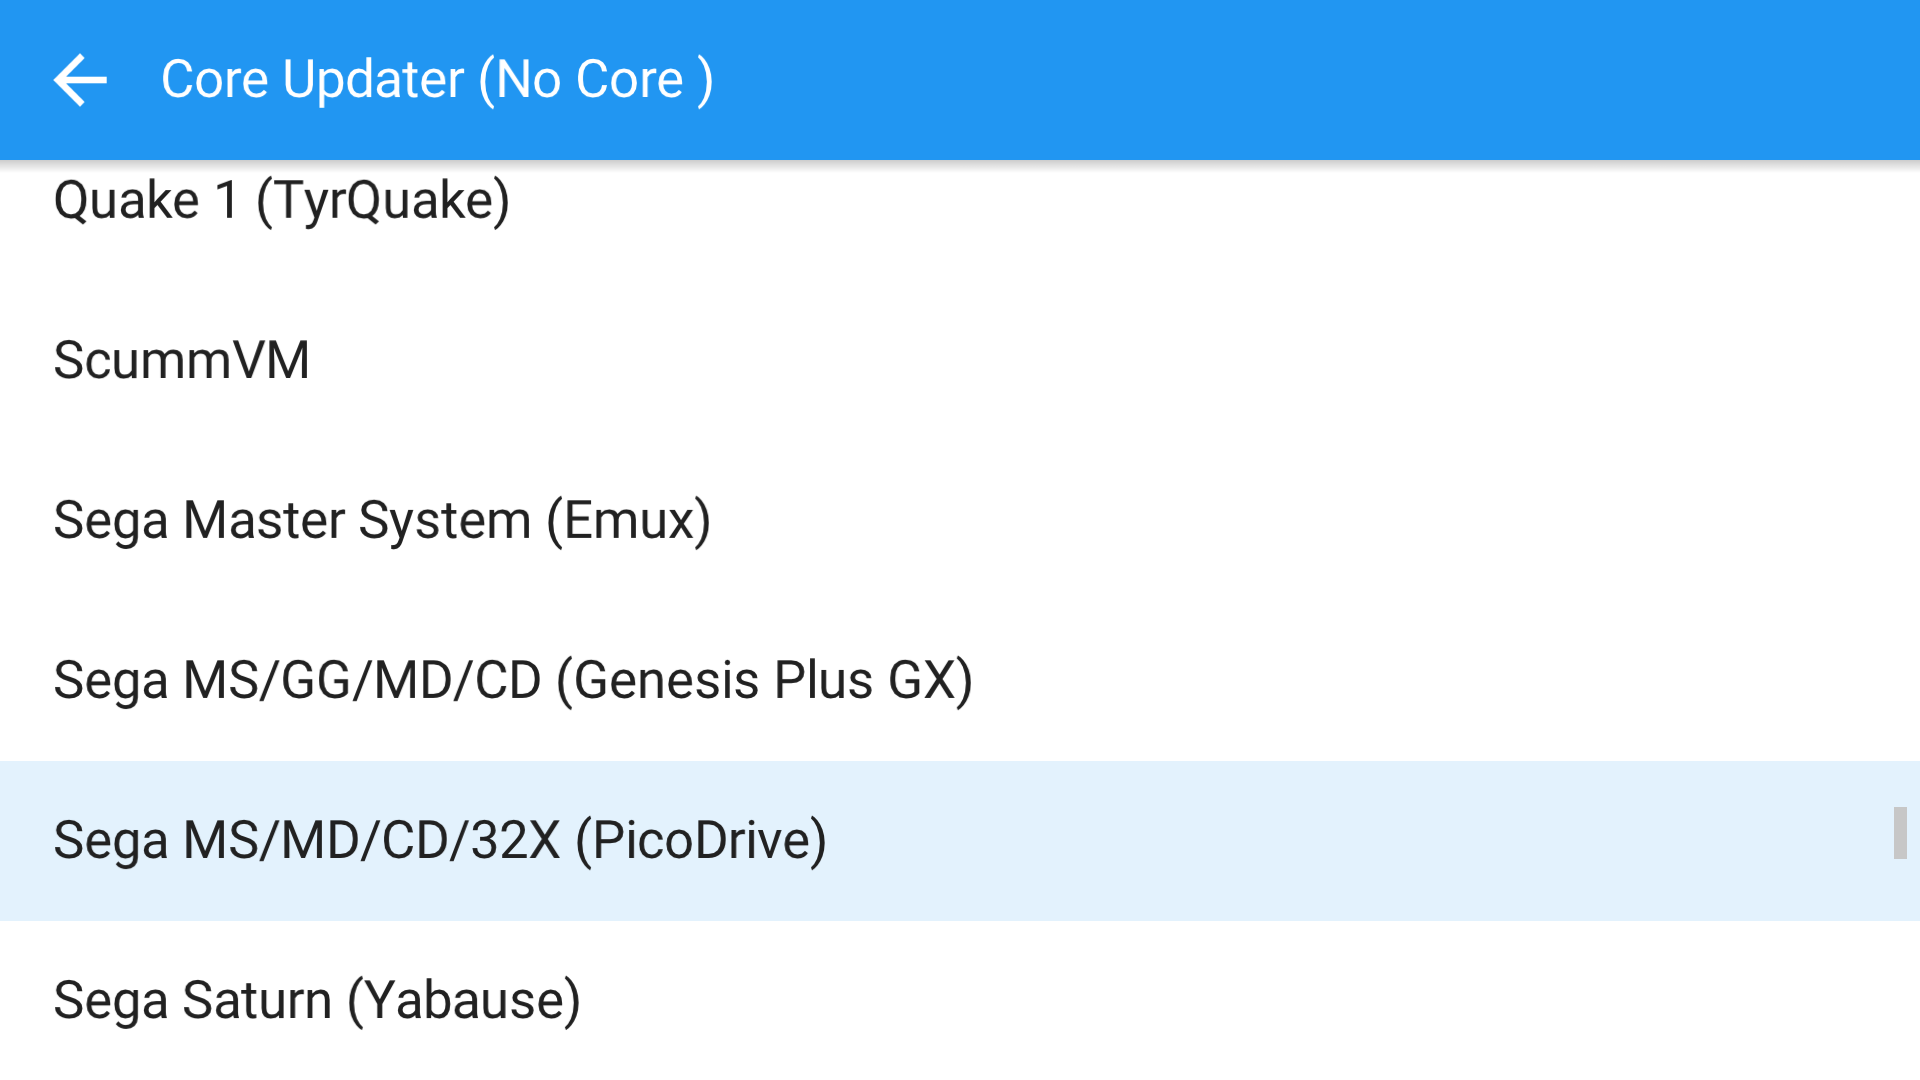 Core Updater (No Core )
Quake 1 (TyrQuake)
ScummVM
Sega Master System (Emux)
Sega MS/GG/MD/CD (Genesis Plus GX)
Sega MS/MD/CD/32X (PicoDrive)
Sega Saturn (Yabause)